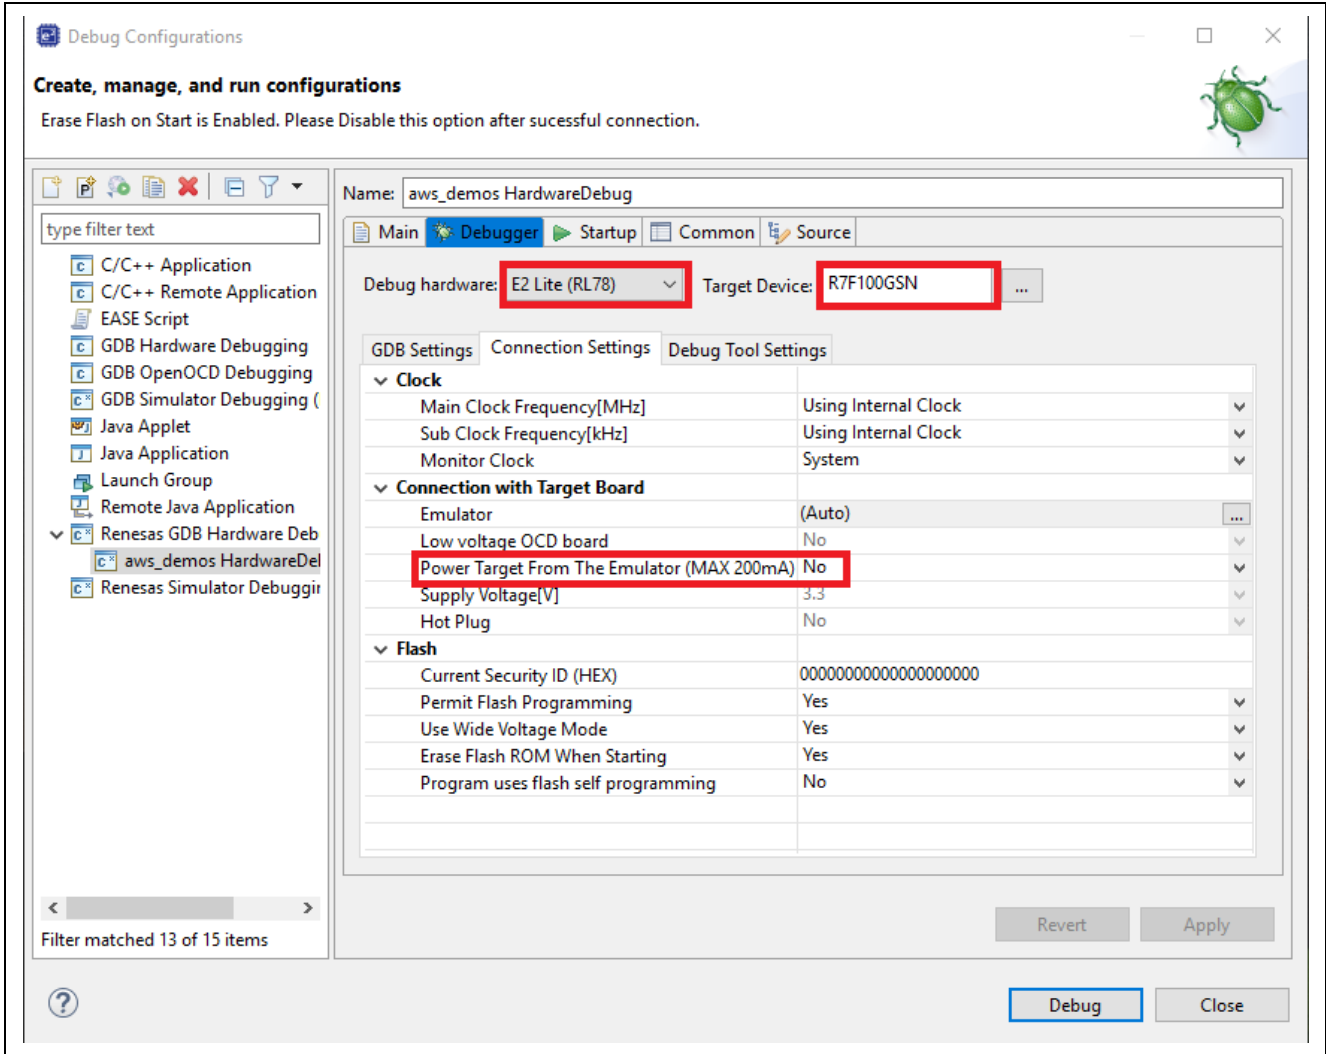 Debug Configurations
Create, manage, and run configurations
Erase Flash on Start is Enabled. Please Disable this option after sucessful connection.
type filter text
C/C++ Application
C/C++ Remote Application
EASE Script
GDB Hardware Debugging
GDB OpenOCD Debugging
GDB Simulator Debugging (
Java Applet
Java Application
Launch Group
Remote Java Application
Renesas GDB Hardware Deb
aws_demos HardwareDel
Renesas Simulator Debuggir
Filter matched 13 of 15 items
Name: aws_demos HardwareDebug
Main Debugger Startup Common Source
Debug hardware: E2 Lite (RL78) Target Device: R7F100GSN ...
GDB Settings Connection Settings Debug Tool Settings
Clock
Main Clock Frequency[MHz] Using Internal Clock
Sub Clock Frequency[kHz] Using Internal Clock
Monitor Clock System
Connection with Target Board
Emulator (Auto) ...
Low voltage OCD board No
Power Target From The Emulator (MAX 200mA) No
Supply Voltage[V] 3.3
Hot Plug No
Flash
Current Security ID (HEX) 00000000000000000000
Permit Flash Programming Yes
Use Wide Voltage Mode Yes
Erase Flash ROM When Starting Yes
Program uses flash self programming No
Revert Apply
Debug Close